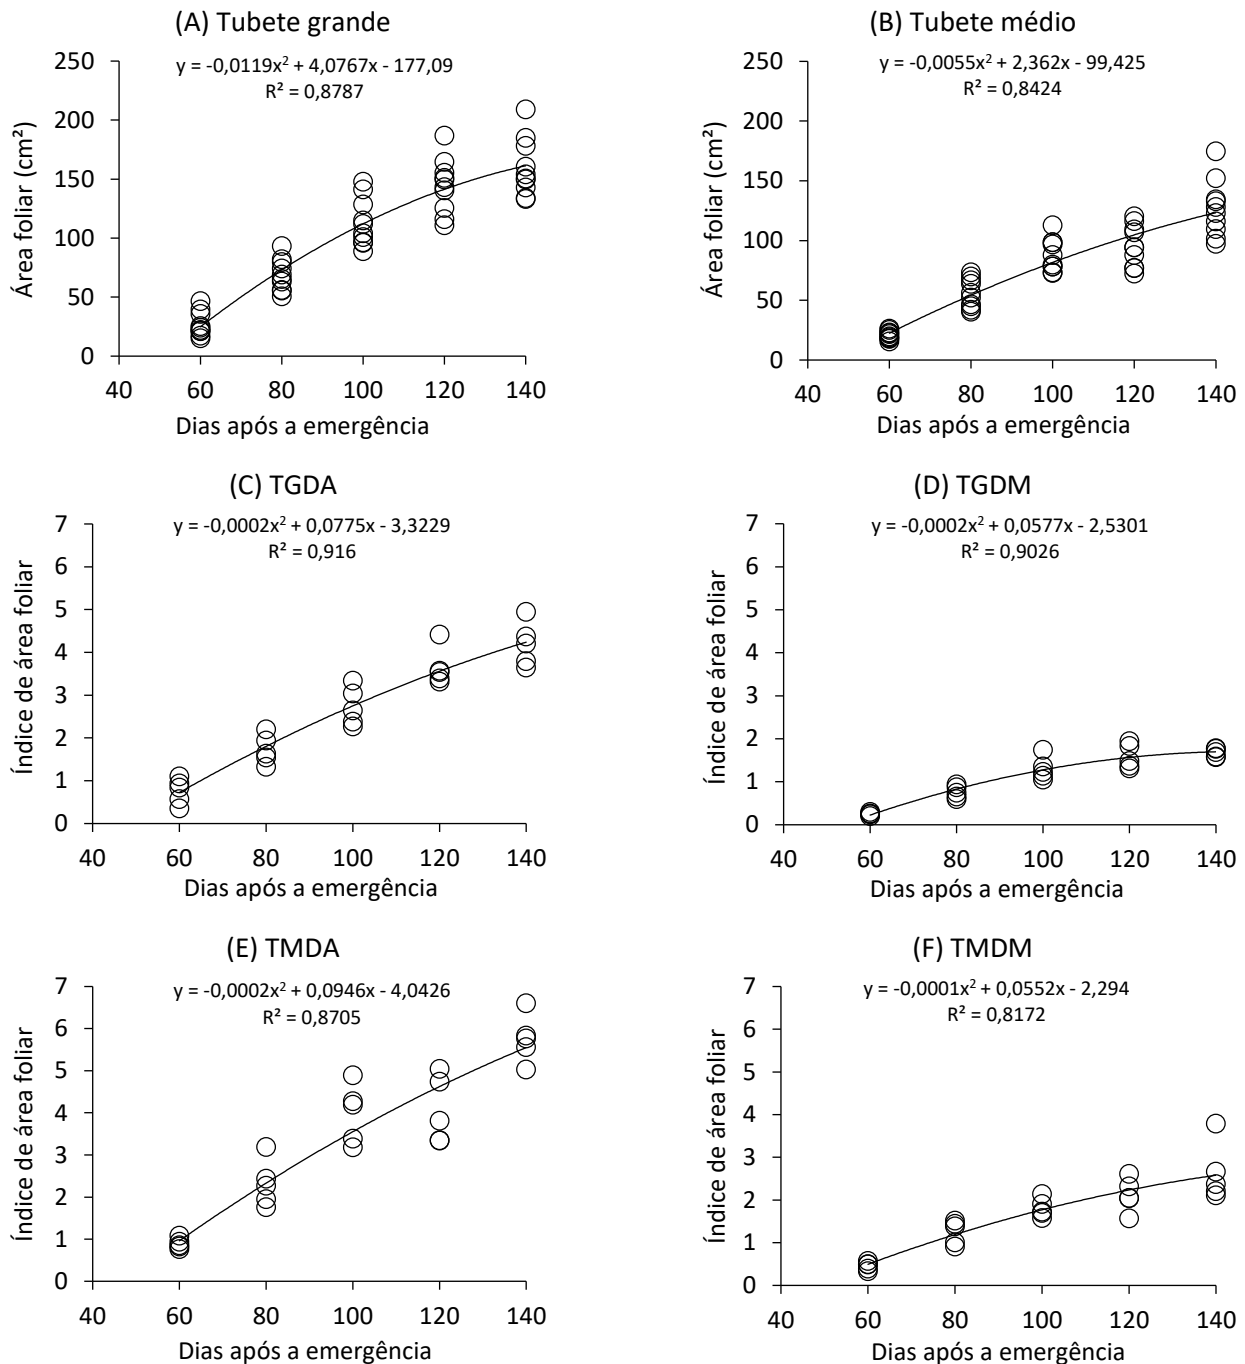 (A) Tubete grande
y = -0,0119x² + 4,0767x - 177,09
R² = 0,8787
Área foliar (cm²)
250
200
150
100
50
0
40 60 80 100 120 140
Dias após a emergência
(B) Tubete médio
y = -0,0055x² + 2,362x - 99,425
R² = 0,8424
Área foliar (cm²)
250
200
150
100
50
0
40 60 80 100 120 140
Dias após a emergência
(C) TGDA
y = -0,0002x² + 0,0775x - 3,3229
R² = 0,916
Índice de área foliar
7
6
5
4
3
2
1
0
40 60 80 100 120 140
Dias após a emergência
(D) TGDM
y = -0,0002x² + 0,0577x - 2,5301
R² = 0,9026
Índice de área foliar
7
6
5
4
3
2
1
0
40 60 80 100 120 140
Dias após a emergência
(E) TMDA
y = -0,0002x² + 0,0946x - 4,0426
R² = 0,8705
Índice de área foliar
7
6
5
4
3
2
1
0
40 60 80 100 120 140
Dias após a emergência
(F) TMDM
y = -0,0001x² + 0,0552x - 2,294
R² = 0,8172
Índice de área foliar
7
6
5
4
3
2
1
0
40 60 80 100 120 140
Dias após a emergência